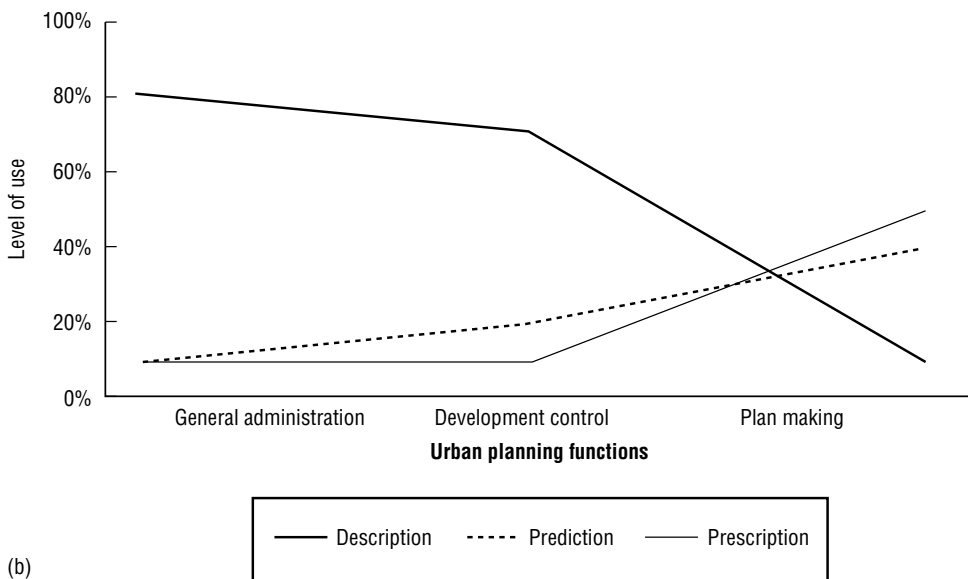 100%
80%
60%
40%
20%
0%
Level of use
General administration Development control Plan making
Urban planning functions
Description Prediction Prescription
(b)